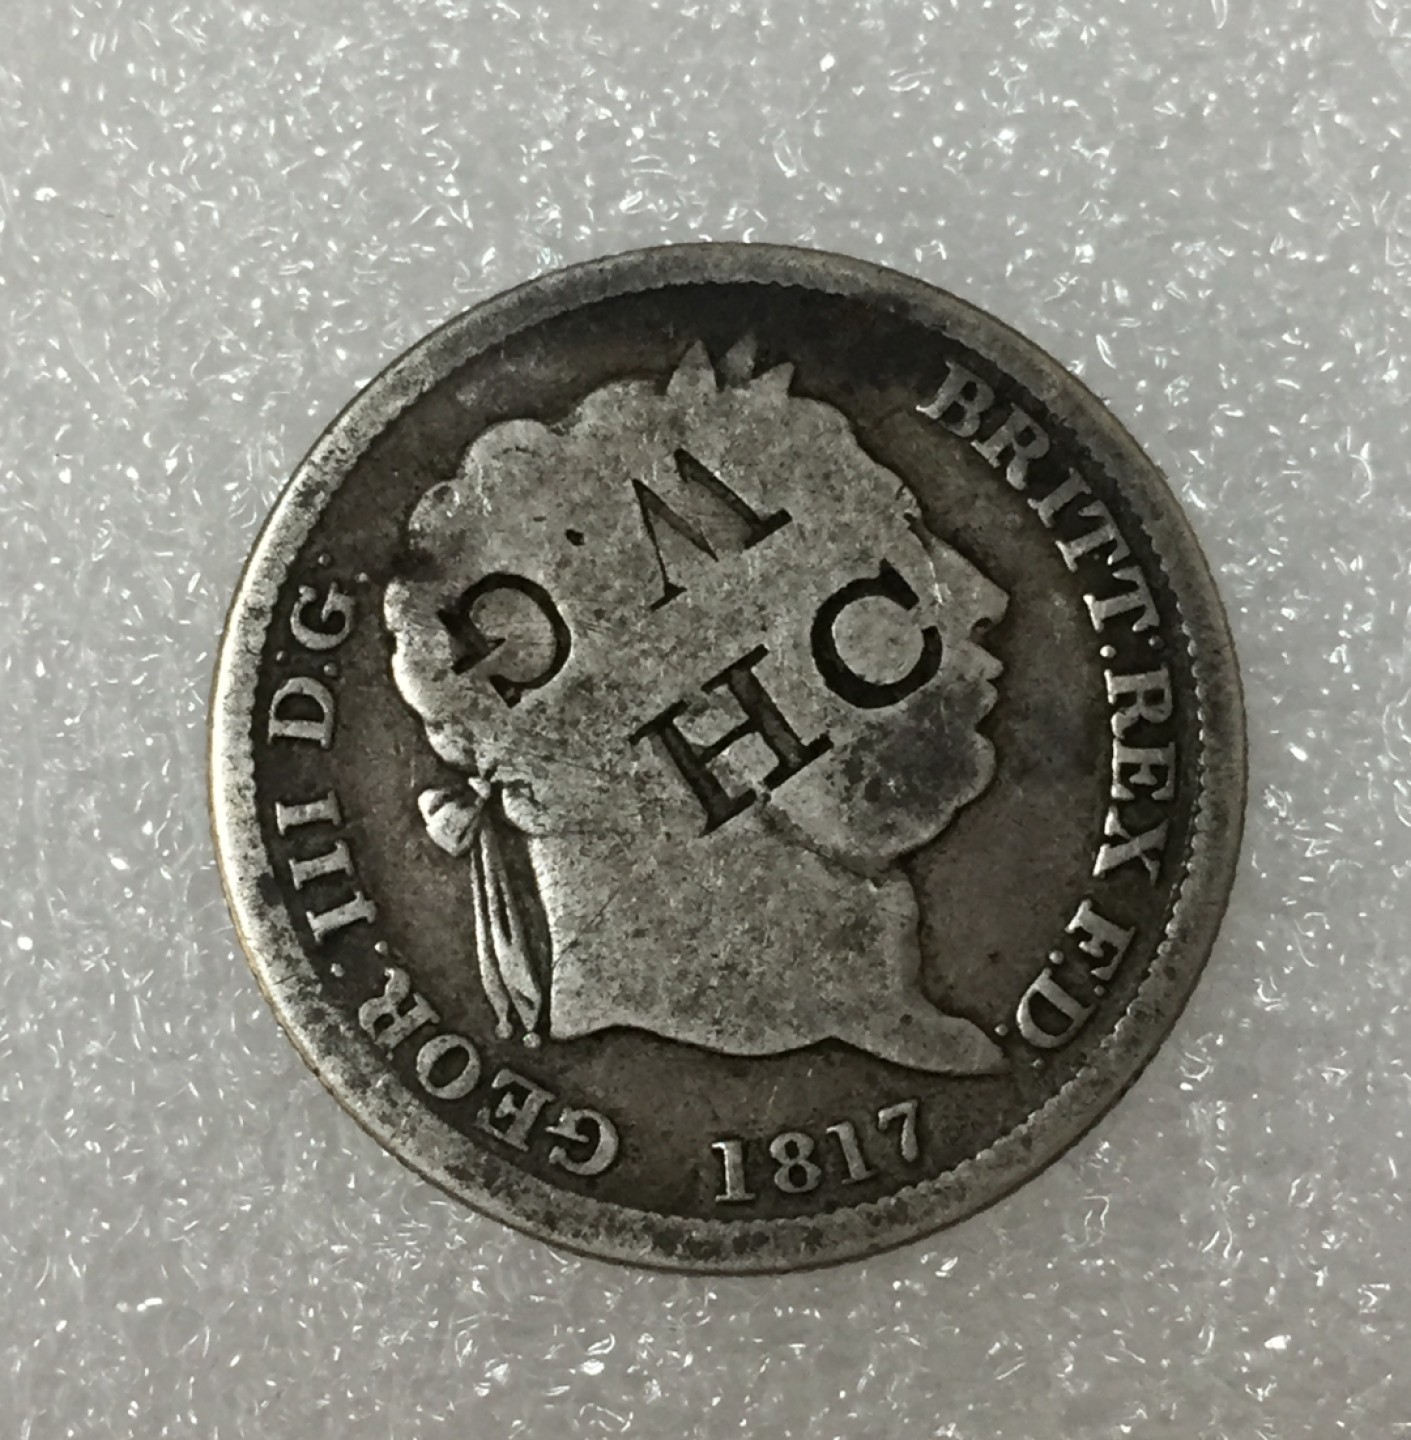 GEOR: III D:G: BRITT:REX F:D:
W.G
HC
1817